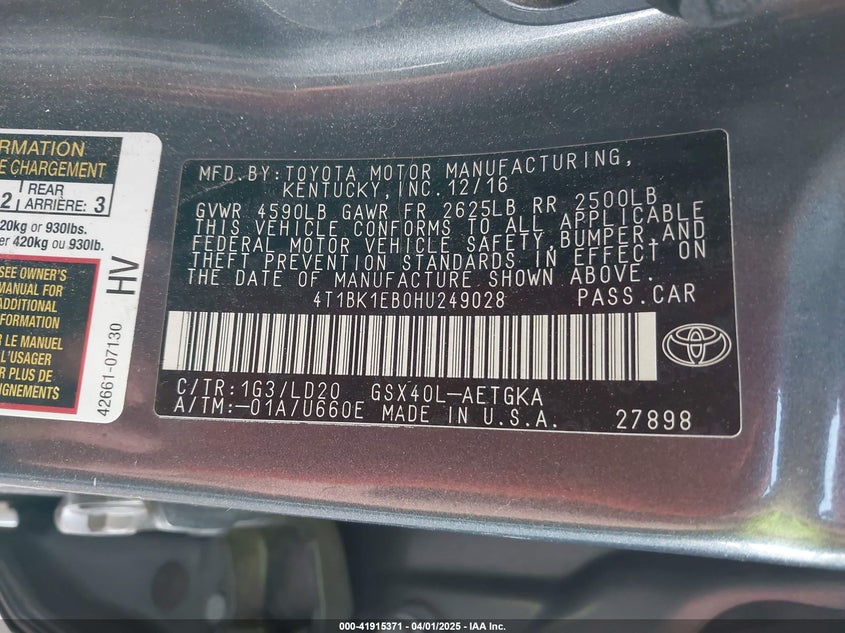 RMATION
E CHARGEMENT
2 REAR ARRIÈRE: 3
20kg or 930lbs.
er 420kg ou 930lb.
SEE OWNER'S
MANUAL FOR
ADDITIONAL
FORMATION
LE MANUEL
L'USAGER
R PLUS DE
SEIGNEMENTS
HV
42661-07130
MFD.BY:TOYOTA MOTOR MANUFACTURING,
KENTUCKY,INC.12/16
GVWR 4590LB GAWR FR 2625LB RR 2500LB
THIS VEHICLE CONFORMS TO ALL APPLICABLE
FEDERAL MOTOR VEHICLE SAFETY,BUMPER,AND
THEFT PREVENTION STANDARDS IN EFFECT ON
THE DATE OF MANUFACTURE SHOWN ABOVE.
4T1BK1EB0HU249028 PASS.CAR
C/TR:1G3/LD20 GSX40L-AETGKA
A/TM:-01A/U660E MADE IN U.S.A. 27898
000-41915371 - 04/01/2025 - IAA Inc.